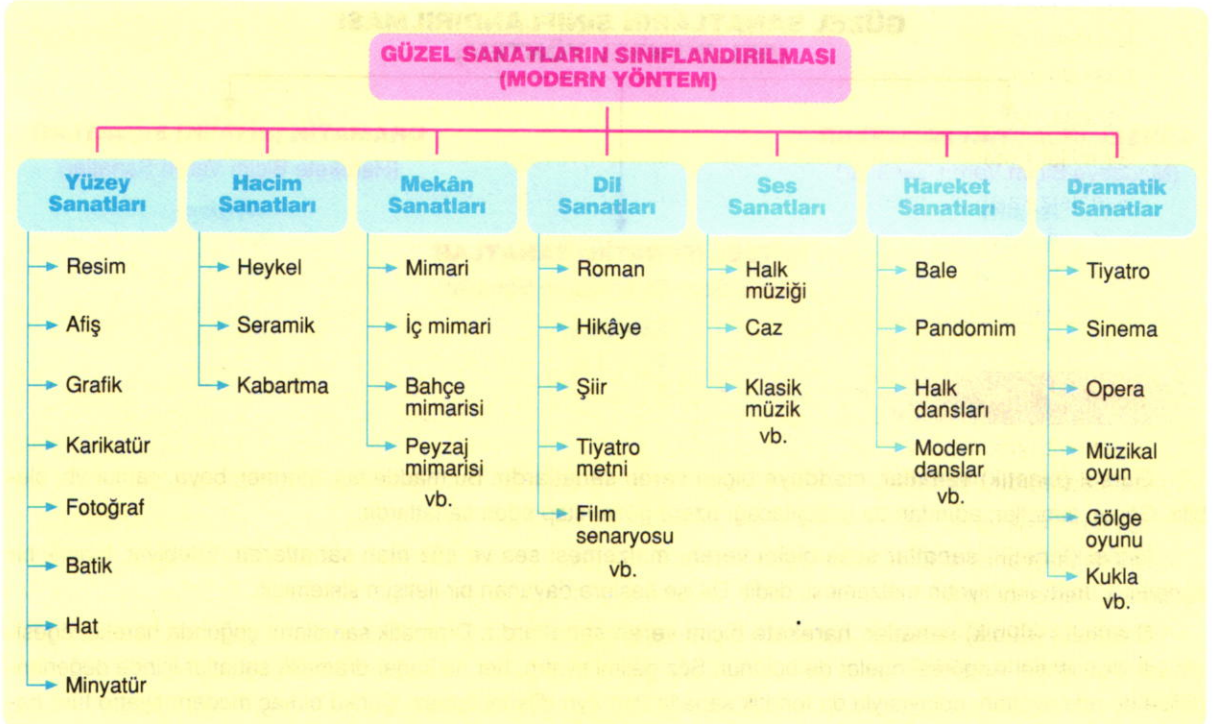 GÜZEL SANATLARIN SINIFLANDIRILMASI
(MODERN YÖNTEM)
Yüzey
Sanatları
Resim
Afiş
Grafik
Karikatür
Fotoğraf
Batik
Hat
Minyatür
Hacim
Sanatları
Heykel
Seramik
Kabartma
Mekân
Sanatları
Mimari
İç mimari
Bahçe
mimarisi
Peyzaj
mimarisi
vb.
Dil
Sanatları
Roman
Hikâye
Şiir
Tiyatro
metni
Film
senaryosu
vb.
Ses
Sanatları
Halk
müziği
Caz
Klasik
müzik
vb.
Hareket
Sanatları
Bale
Pandomim
Halk
dansları
Modern
danslar
vb.
Dramatik
Sanatlar
Tiyatro
Sinema
Opera
Müzikal
oyun
Gölge
oyunu
Kukla
vb.